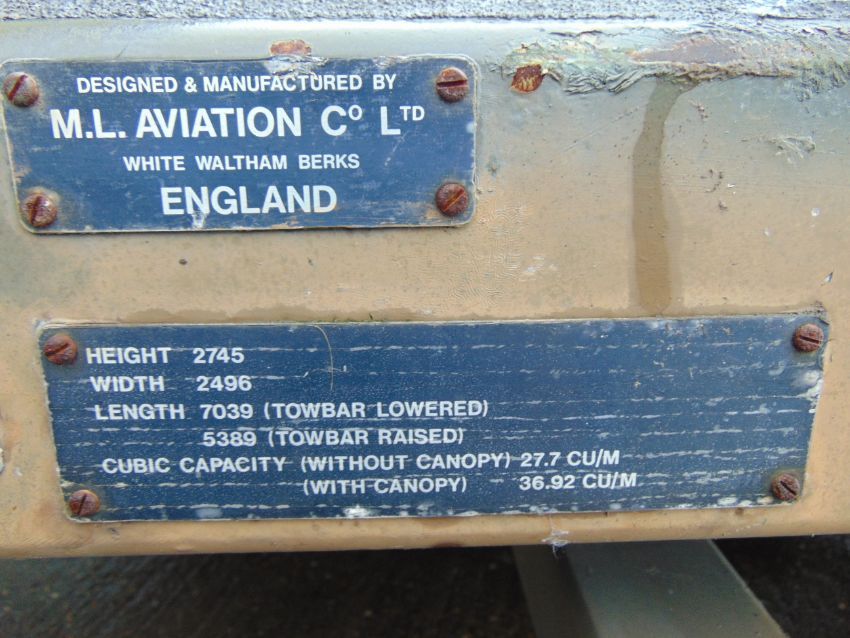 DESIGNED & MANUFACTURED BY
M.L. AVIATION Cº LTD
WHITE WALTHAM BERKS
ENGLAND
HEIGHT 2745
WIDTH 2496
LENGTH 7039 (TOWBAR LOWERED)
5389 (TOWBAR RAISED)
CUBIC CAPACITY (WITHOUT CANOPY) 27.7 CU/M
(WITH CANOPY) 36.92 CU/M